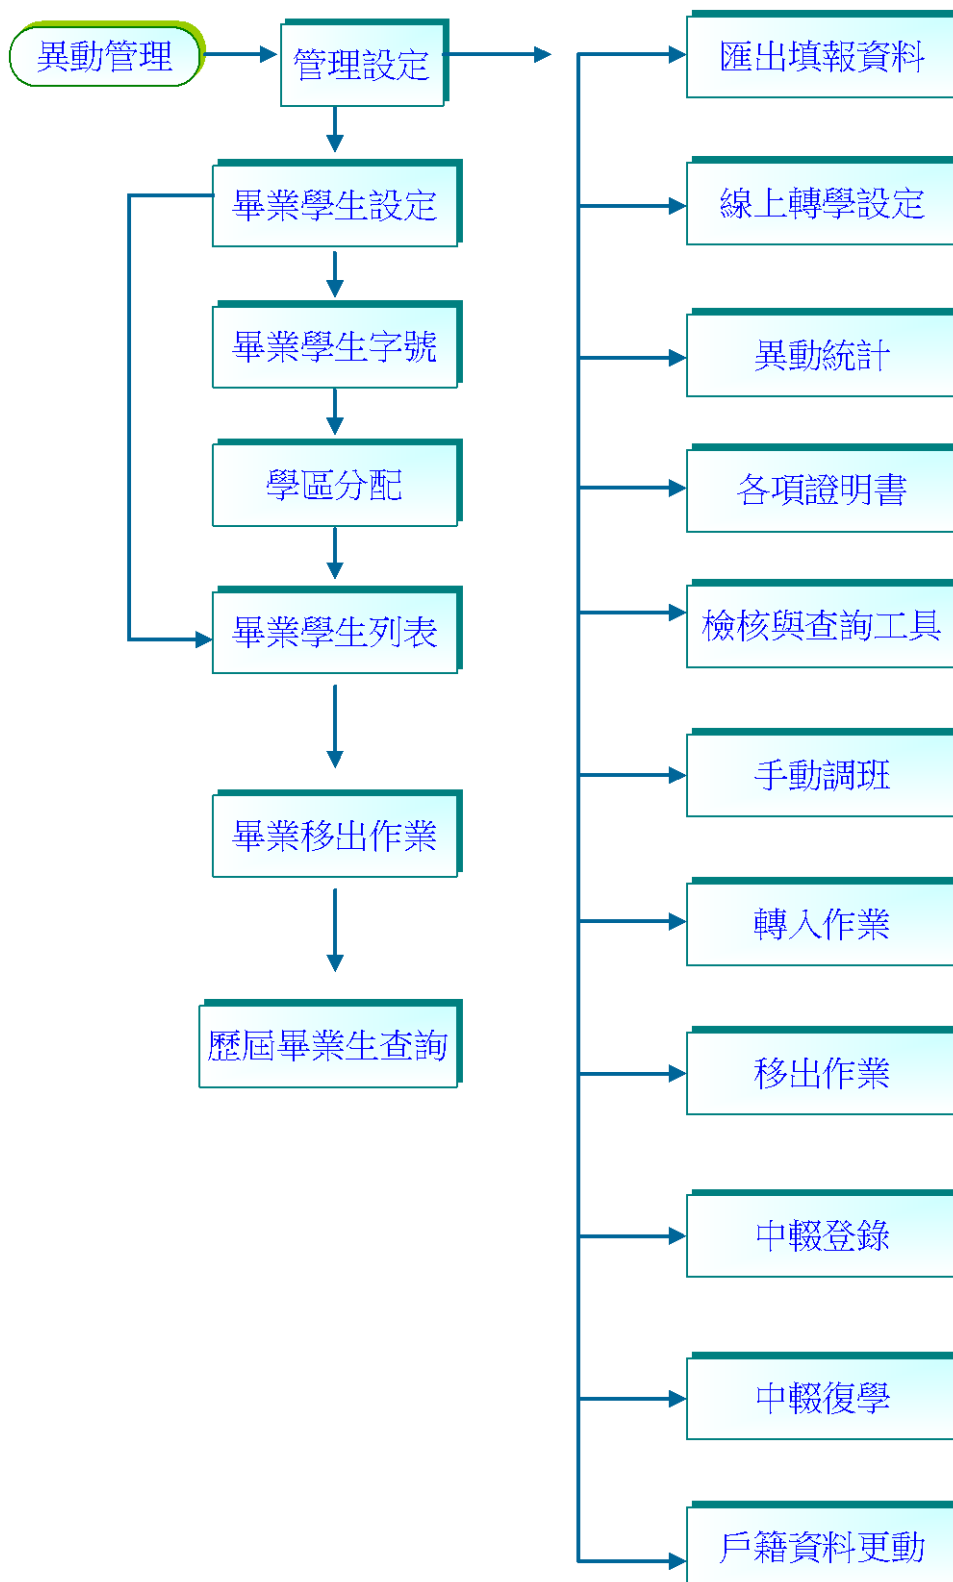 異動管理
管理設定
畢業學生設定
畢業學生字號
學區分配
畢業學生列表
畢業移出作業
歷屆畢業生查詢
匯出填報資料
線上轉學設定
異動統計
各項證明書
檢核與查詢工具
手動調班
轉入作業
移出作業
中輟登錄
中輟復學
戶籍資料更動